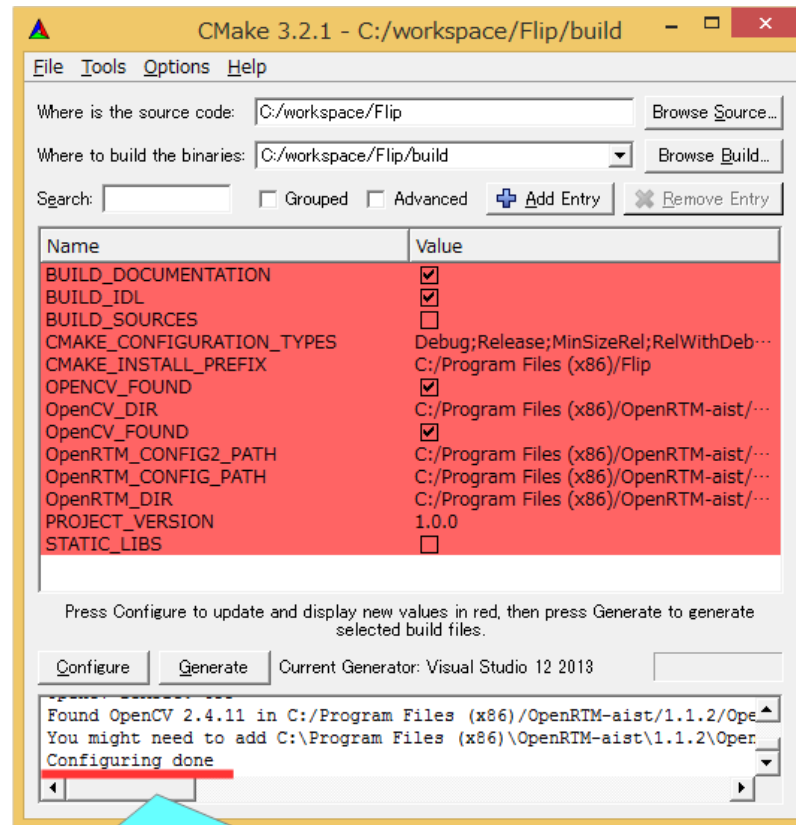 CMake 3.2.1 - C:/workspace/Flip/build
File Tools Options Help
Where is the source code: C:/workspace/Flip Browse Source...
Where to build the binaries: C:/workspace/Flip/build Browse Build...
Search: Grouped Advanced Add Entry Remove Entry
Name Value
BUILD_DOCUMENTATION
BUILD_IDL
BUILD_SOURCES
CMAKE_CONFIGURATION_TYPES Debug;Release;MinSizeRel;RelWithDeb...
CMAKE_INSTALL_PREFIX C:/Program Files (x86)/Flip
OPENCV_FOUND
OpenCV_DIR C:/Program Files (x86)/OpenRTM-aist/...
OpenCV_FOUND
OpenRTM_CONFIG2_PATH C:/Program Files (x86)/OpenRTM-aist/...
OpenRTM_CONFIG_PATH C:/Program Files (x86)/OpenRTM-aist/...
OpenRTM_DIR C:/Program Files (x86)/OpenRTM-aist/...
PROJECT_VERSION 1.0.0
STATIC_LIBS
Press Configure to update and display new values in red, then press Generate to generate
selected build files.
Configure Generate Current Generator: Visual Studio 12 2013
Found OpenCV 2.4.11 in C:/Program Files (x86)/OpenRTM-aist/1.1.2/Ope
You might need to add C:\Program Files (x86)\OpenRTM-aist\1.1.2\Open
Configuring done